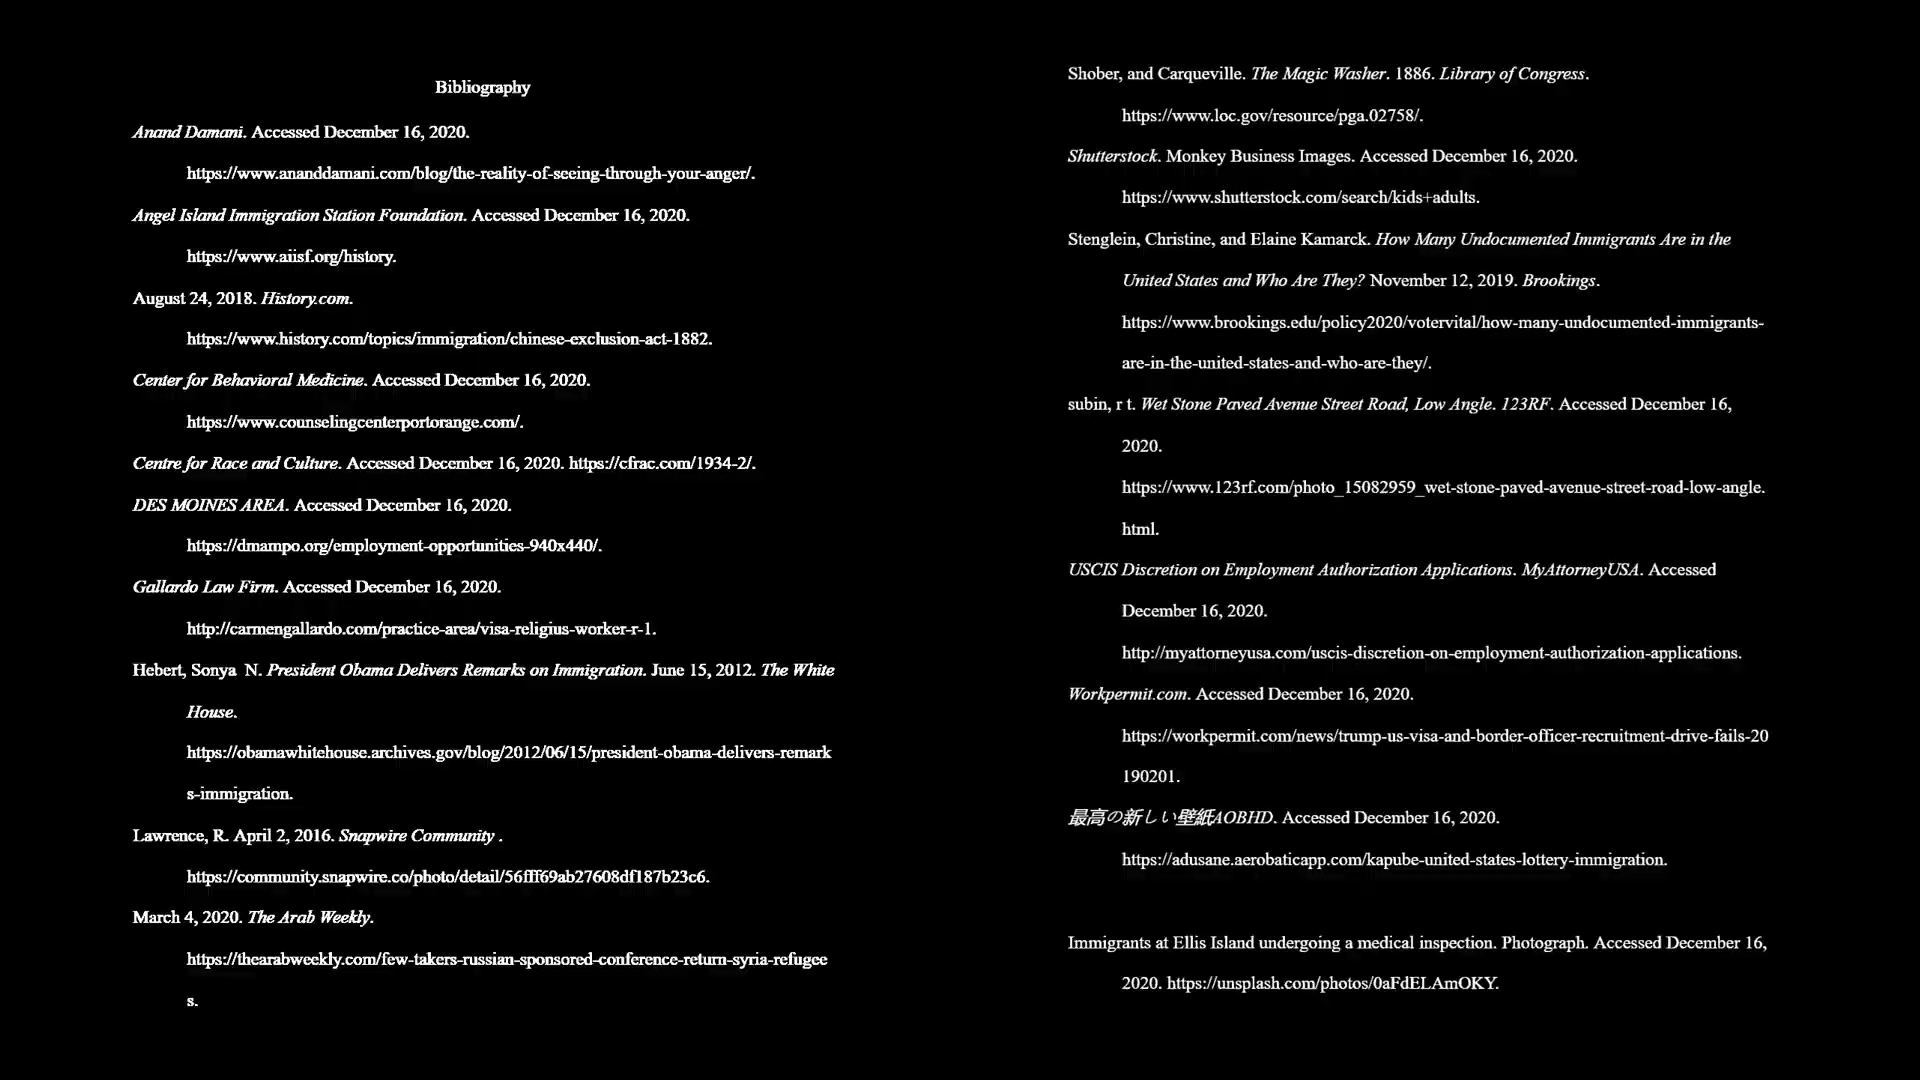 Bibliography
Anand Damani. Accessed December 16, 2020.
https://www.ananddamani.com/blog/the-reality-of-seeing-through-your-anger/.
Angel Island Immigration Station Foundation. Accessed December 16, 2020.
https://www.aiisf.org/history.
August 24, 2018. History.com.
https://www.history.com/topics/immigration/chinese-exclusion-act-1882.
Center for Behavioral Medicine. Accessed December 16, 2020.
https://www.counselingcenterportorange.com/.
Centre for Race and Culture. Accessed December 16, 2020. https://cfrac.com/1934-2/.
DES MOINES AREA. Accessed December 16, 2020.
https://dmampo.org/employment-opportunities-940x440/.
Gallardo Law Firm. Accessed December 16, 2020.
http://carmengallardo.com/practice-area/visa-religius-worker-r-1.
Hebert, Sonya  N. President Obama Delivers Remarks on Immigration. June 15, 2012. The White
House.
https://obamawhitehouse.archives.gov/blog/2012/06/15/president-obama-delivers-remark
s-immigration.
Lawrence, R. April 2, 2016. Snapwire Community .
https://community.snapwire.co/photo/detail/56fff69ab27608df187b23c6.
March 4, 2020. The Arab Weekly.
https://thearabweekly.com/few-takers-russian-sponsored-conference-return-syria-refugee
s.
Shober, and Carqueville. The Magic Washer. 1886. Library of Congress.
https://www.loc.gov/resource/pga.02758/.
Shutterstock. Monkey Business Images. Accessed December 16, 2020.
https://www.shutterstock.com/search/kids+adults.
Stenglein, Christine, and Elaine Kamarck. How Many Undocumented Immigrants Are in the
United States and Who Are They? November 12, 2019. Brookings.
https://www.brookings.edu/policy2020/votervital/how-many-undocumented-immigrants-
are-in-the-united-states-and-who-are-they/.
subin, r t. Wet Stone Paved Avenue Street Road, Low Angle. 123RF. Accessed December 16,
2020.
https://www.123rf.com/photo_15082959_wet-stone-paved-avenue-street-road-low-angle.
html.
USCIS Discretion on Employment Authorization Applications. MyAttorneyUSA. Accessed
December 16, 2020.
http://myattorneyusa.com/uscis-discretion-on-employment-authorization-applications.
Workpermit.com. Accessed December 16, 2020.
https://workpermit.com/news/trump-us-visa-and-border-officer-recruitment-drive-fails-20
190201.
最高の新しい壁紙AOBHD. Accessed December 16, 2020.
https://adusane.aerobaticapp.com/kapube-united-states-lottery-immigration.
Immigrants at Ellis Island undergoing a medical inspection. Photograph. Accessed December 16,
2020. https://unsplash.com/photos/0aFdELAmOKY.